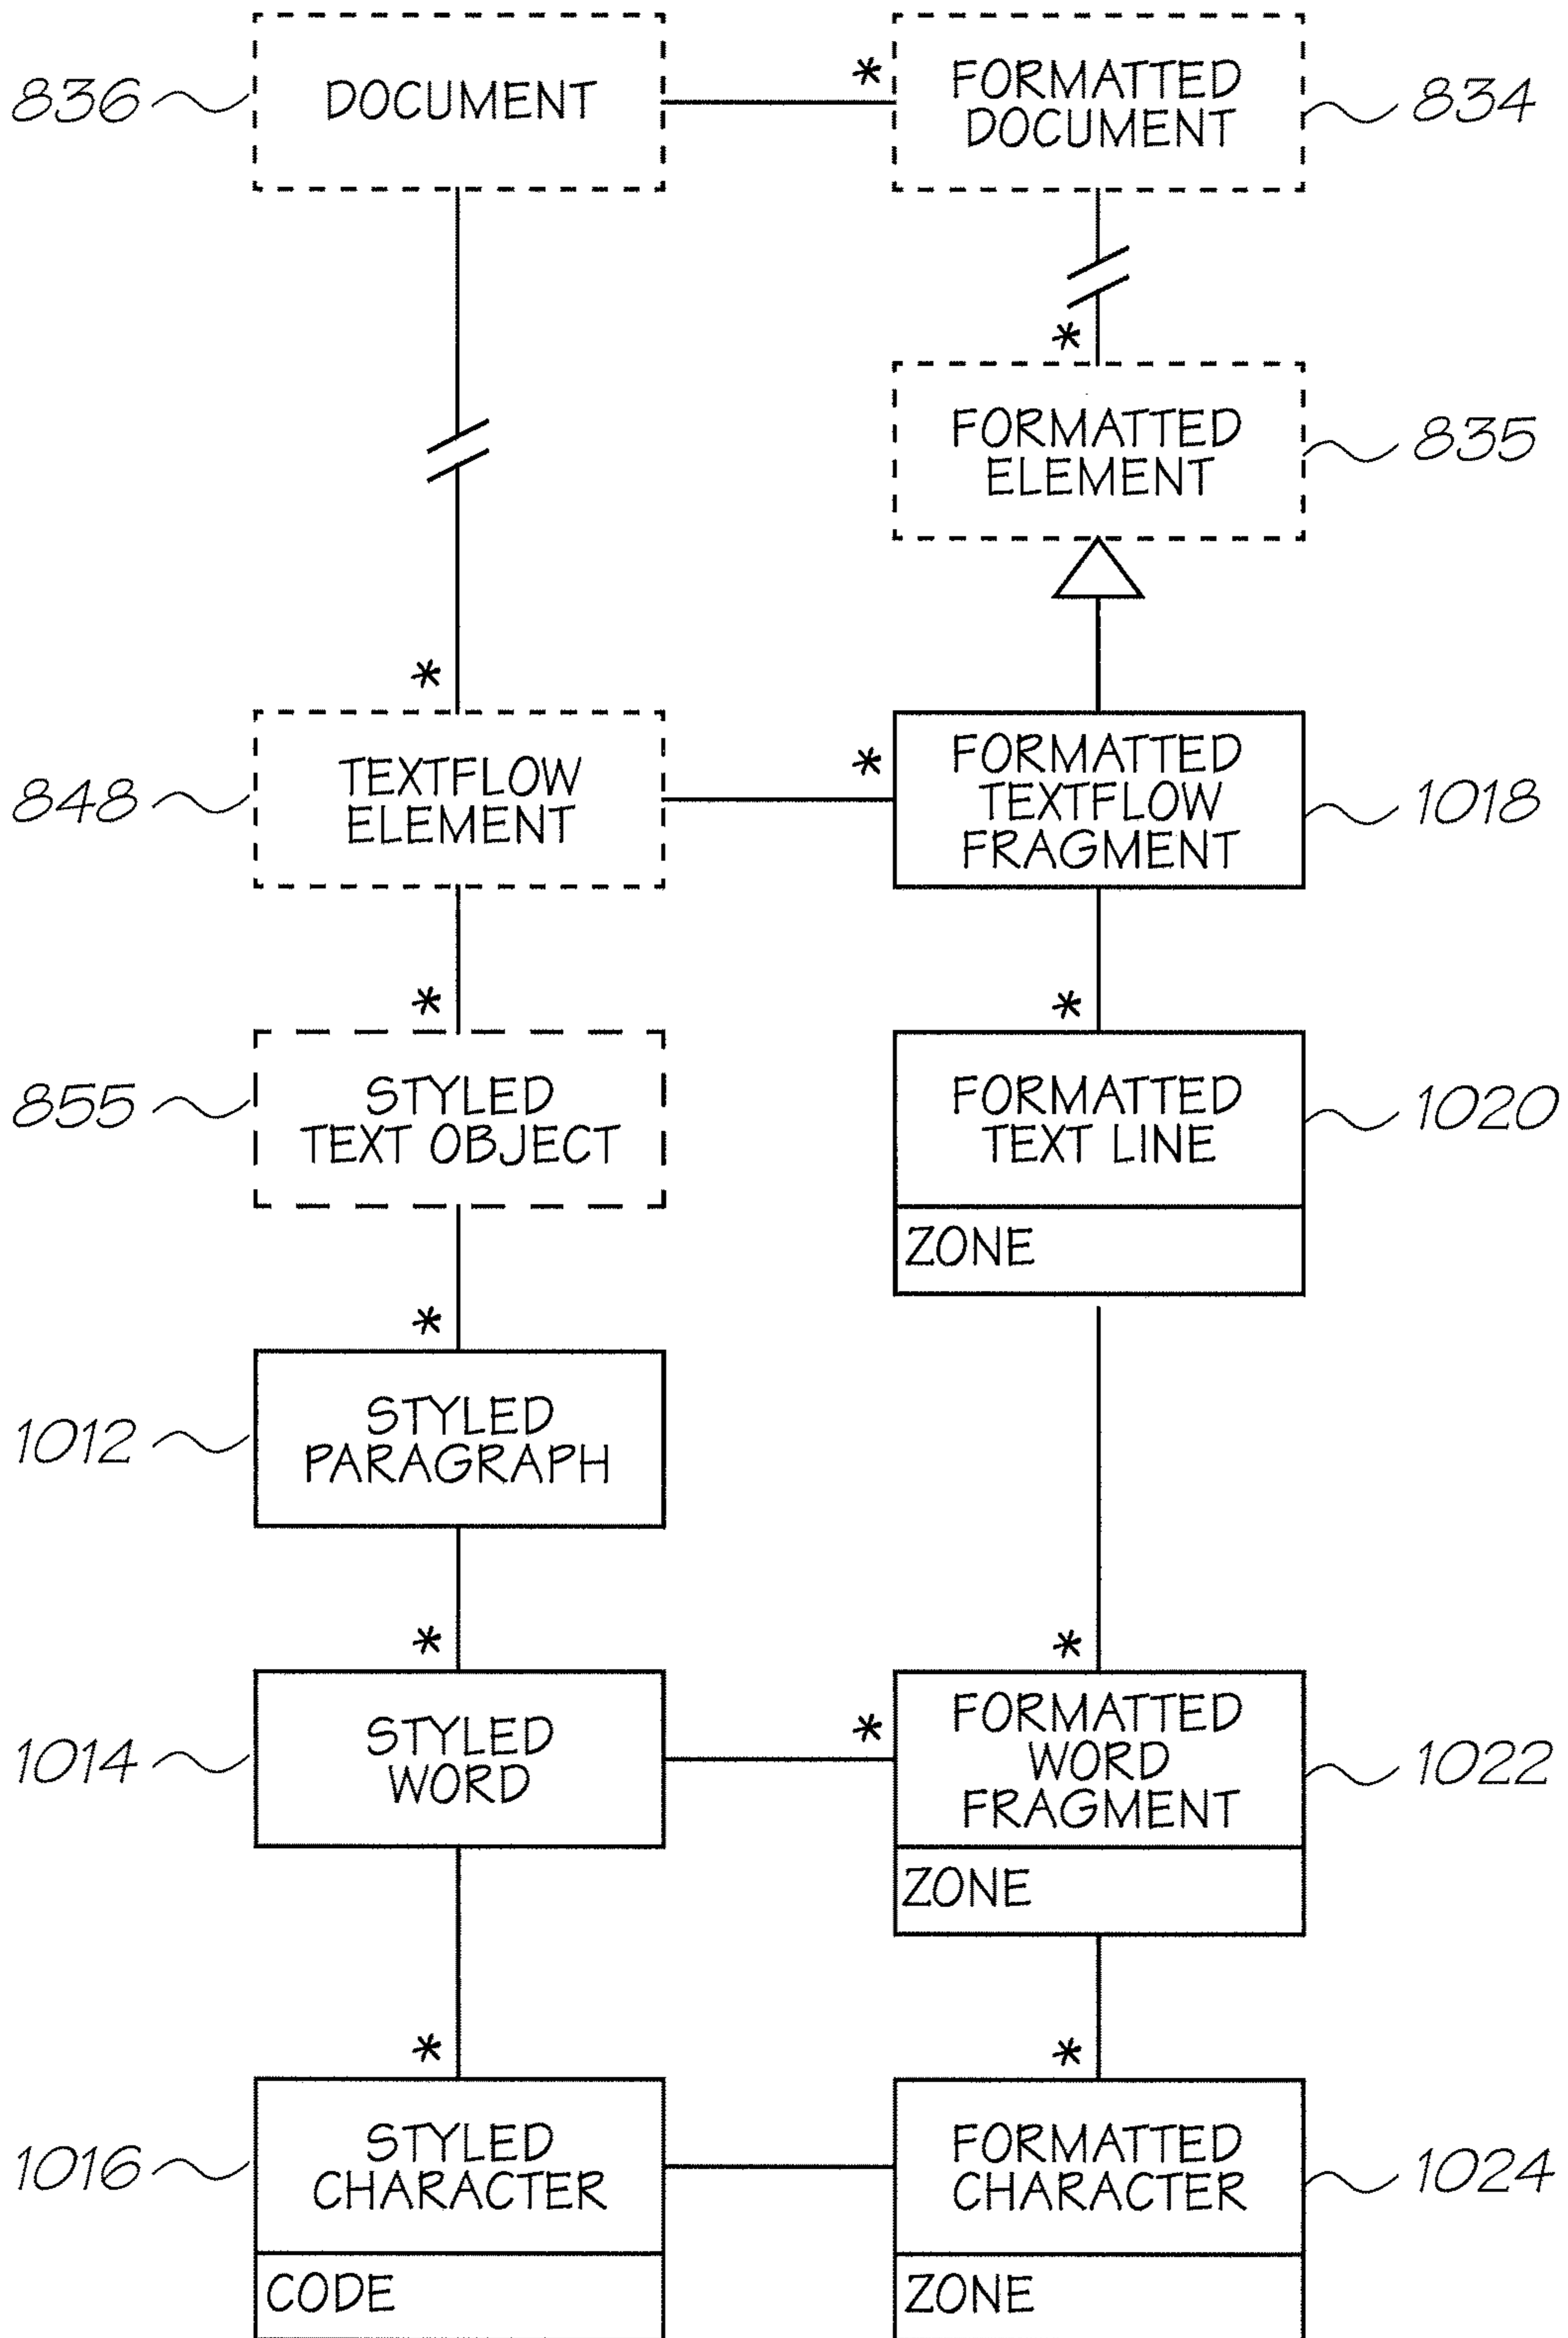 836
DOCUMENT
*
FORMATTED
DOCUMENT
834
*
FORMATTED
ELEMENT
835
*
848
TEXTFLOW
ELEMENT
*
FORMATTED
TEXTFLOW
FRAGMENT
1018
*
*
855
STYLED
TEXT OBJECT
FORMATTED
TEXT LINE
1020
ZONE
*
1012
STYLED
PARAGRAPH
*
*
1014
STYLED
WORD
*
FORMATTED
WORD
FRAGMENT
1022
ZONE
*
*
1016
STYLED
CHARACTER
FORMATTED
CHARACTER
1024
CODE
ZONE